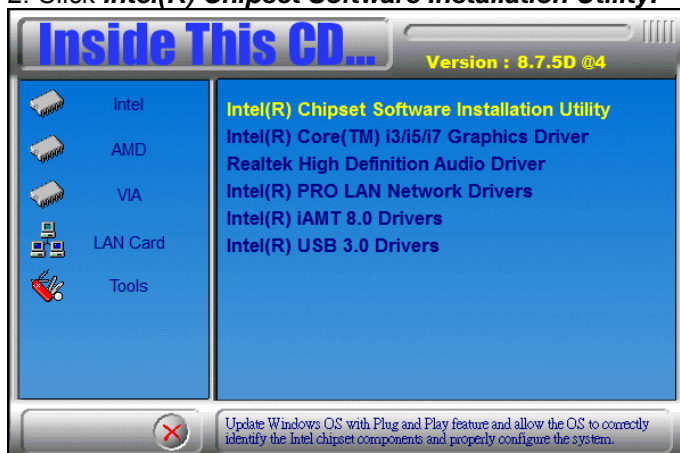 2. Click Intel(R) Chipset Software Installation Utility.
Inside This CD...
Version : 8.7.5D @4
Intel
AMD
VIA
LAN Card
Tools
Intel(R) Chipset Software Installation Utility
Intel(R) Core(TM) i3/i5/i7 Graphics Driver
Realtek High Definition Audio Driver
Intel(R) PRO LAN Network Drivers
Intel(R) iAMT 8.0 Drivers
Intel(R) USB 3.0 Drivers
Update Windows OS with Plug and Play feature and allow the OS to correctly
identify the Intel chipset components and properly configure the system.